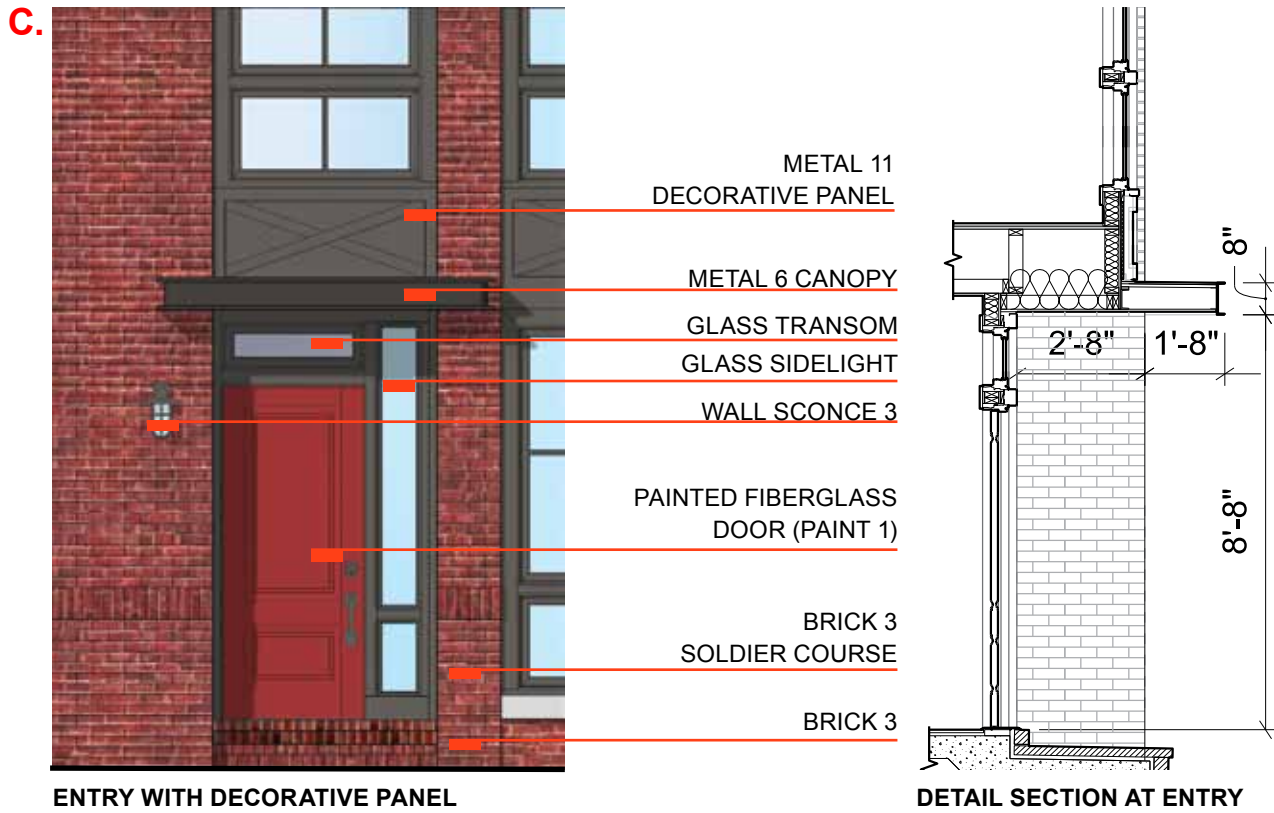 C.
METAL 11
DECORATIVE PANEL
METAL 6 CANOPY
GLASS TRANSOM
GLASS SIDELIGHT
WALL SCONCE 3
PAINTED FIBERGLASS
DOOR (PAINT 1)
BRICK 3
SOLDIER COURSE
BRICK 3
8"
2'-8" 1'-8"
8'-8"
ENTRY WITH DECORATIVE PANEL
DETAIL SECTION AT ENTRY